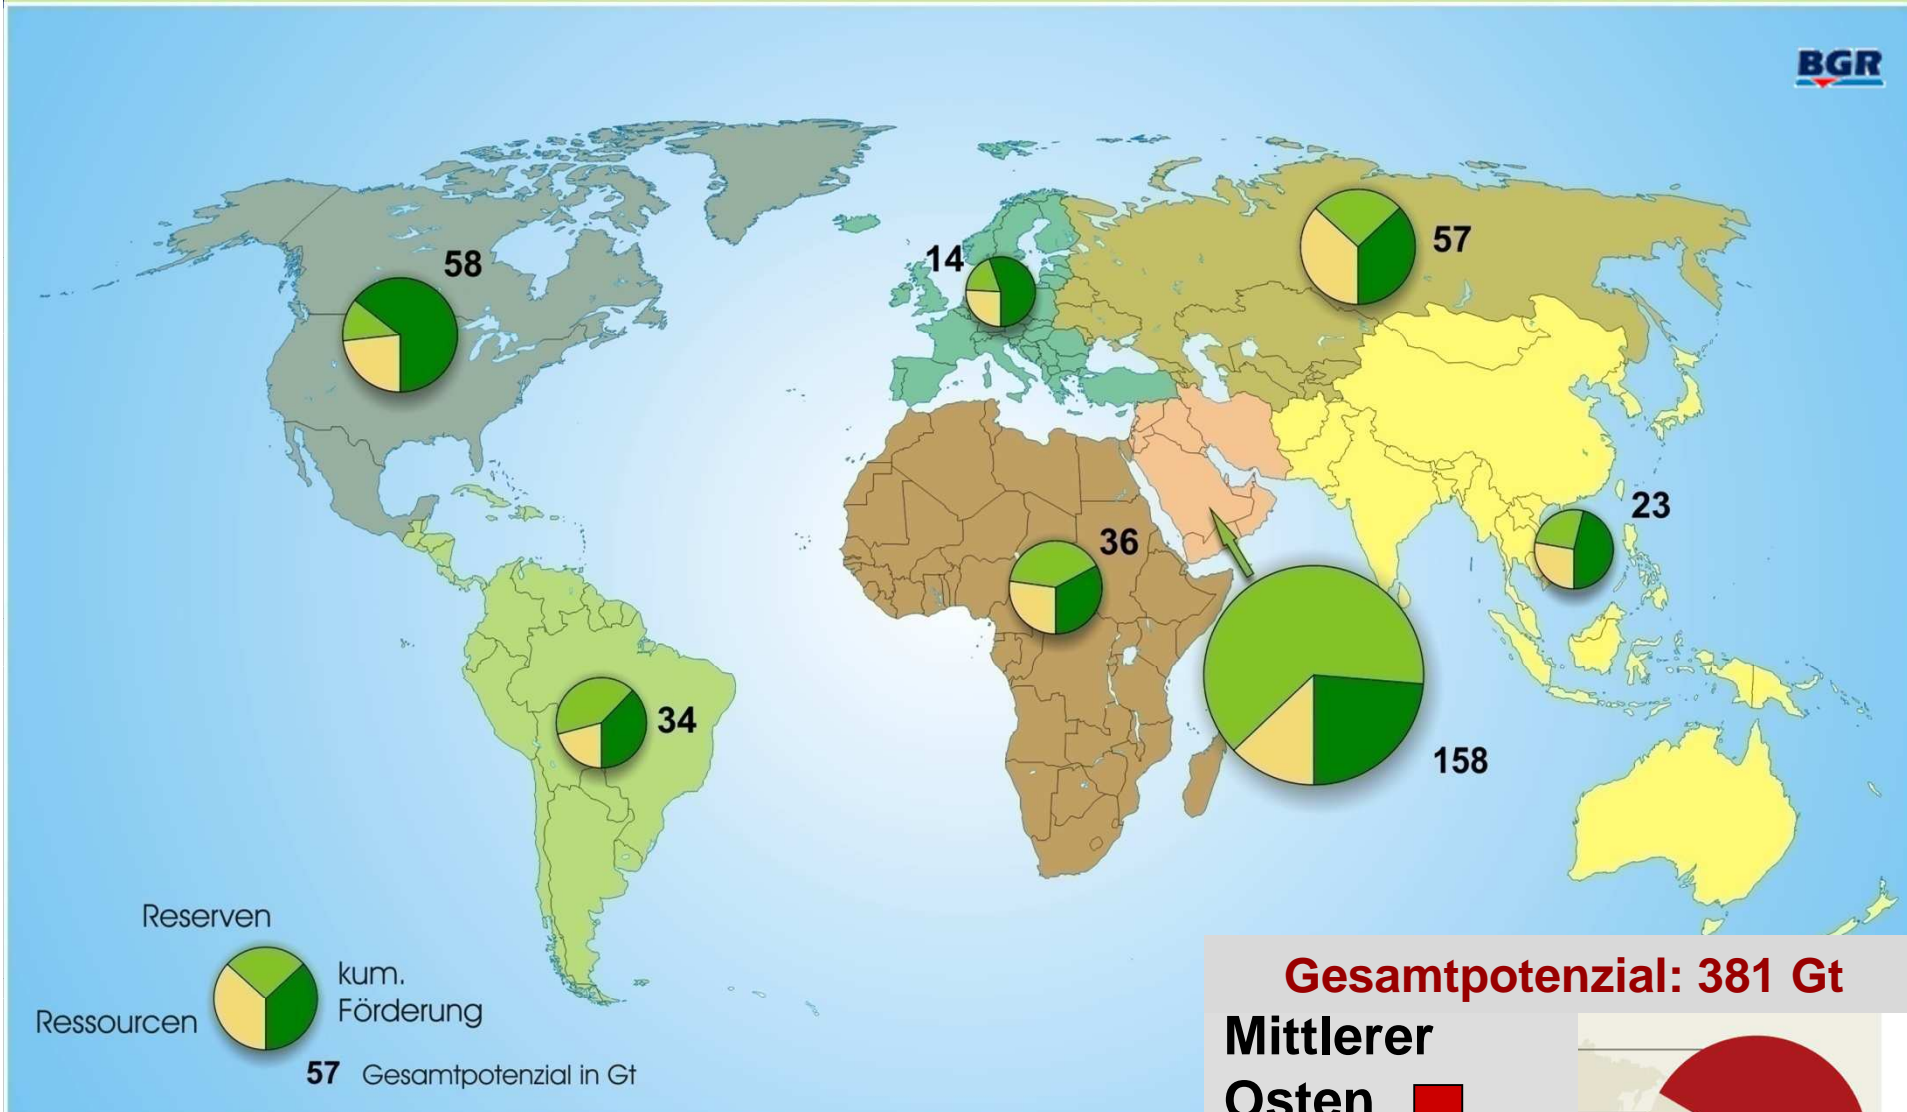 BGR
58
14
57
36
23
34
158
Reserven
kum.
Förderung
Ressourcen
57 Gesamtpotenzial in Gt
Gesamtpotenzial: 381 Gt
Mittlerer
Osten